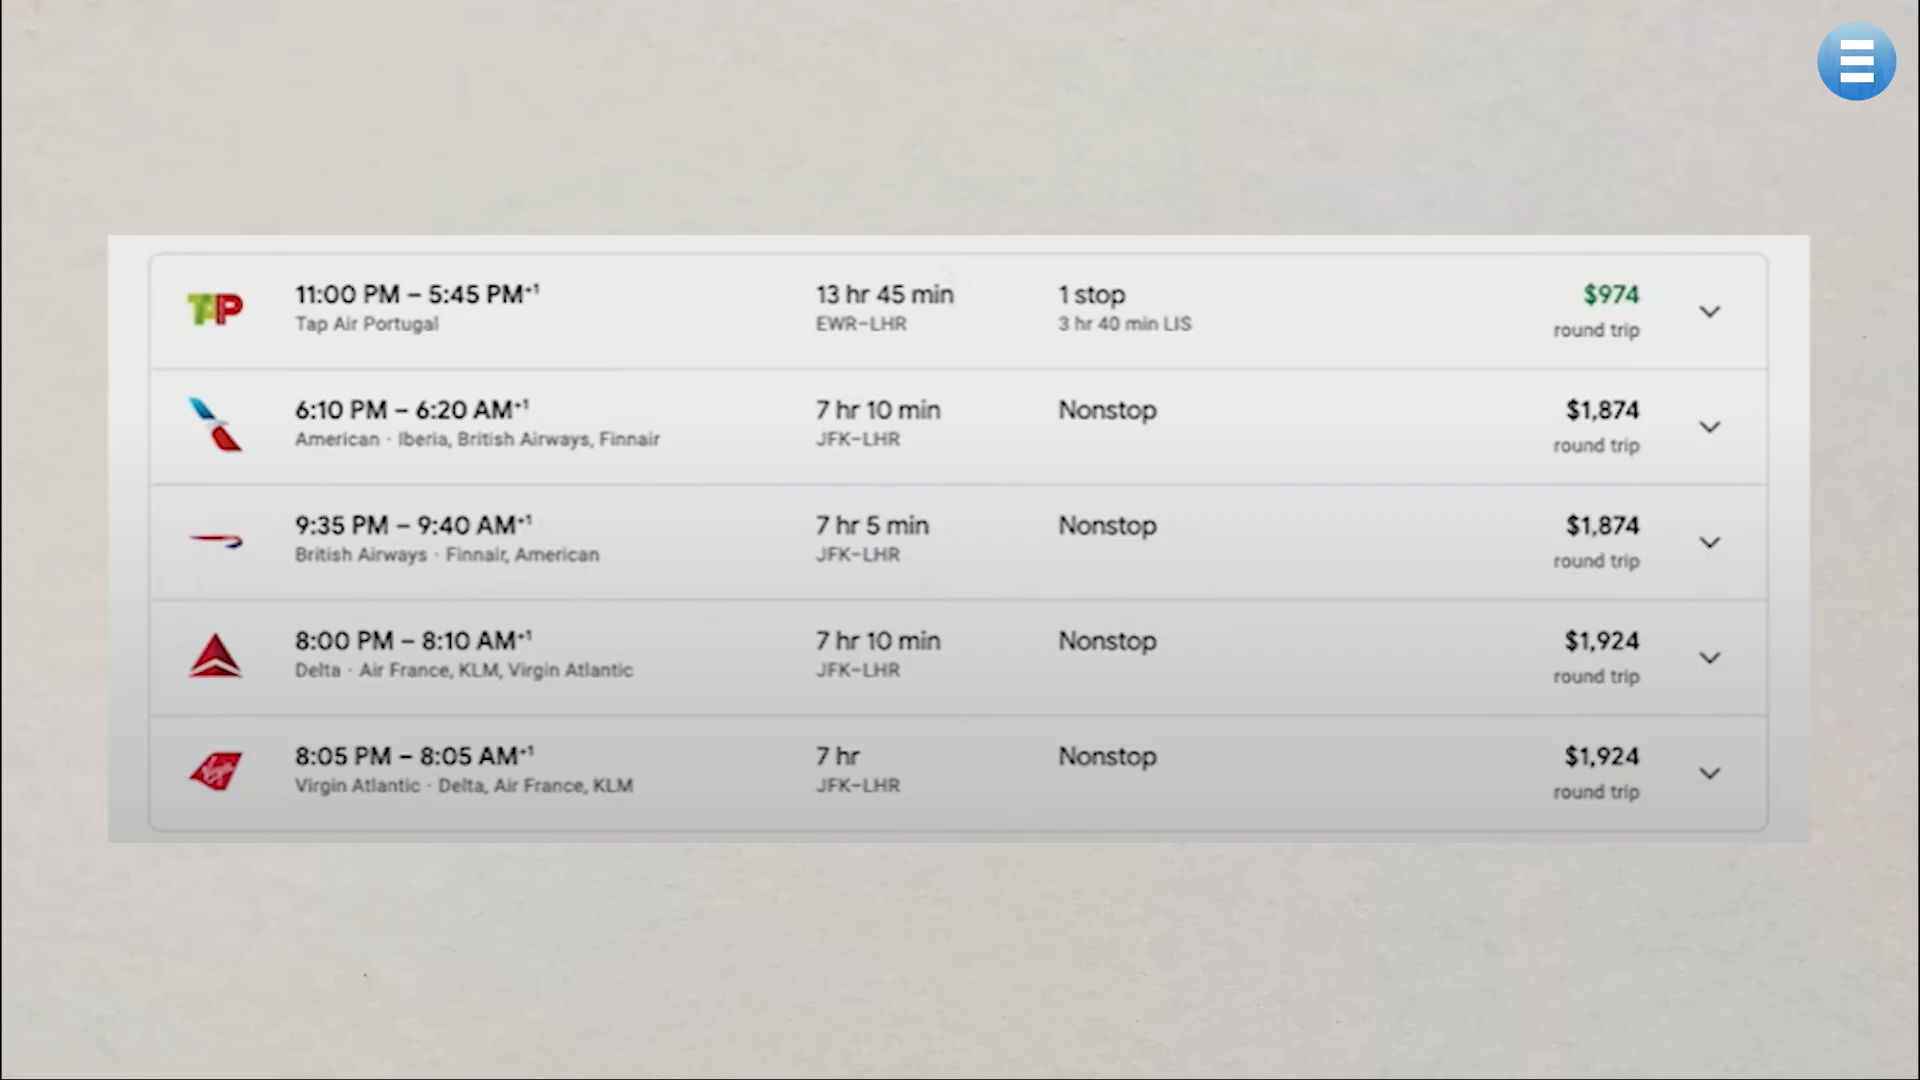 TAP
11:00 PM – 5:45 PM+1
Tap Air Portugal
13 hr 45 min
EWR–LHR
1 stop
3 hr 40 min LIS
$974
round trip
6:10 PM – 6:20 AM+1
American · Iberia, British Airways, Finnair
7 hr 10 min
JFK–LHR
Nonstop
$1,874
round trip
9:35 PM – 9:40 AM+1
British Airways · Finnair, American
7 hr 5 min
JFK–LHR
Nonstop
$1,874
round trip
8:00 PM – 8:10 AM+1
Delta · Air France, KLM, Virgin Atlantic
7 hr 10 min
JFK–LHR
Nonstop
$1,924
round trip
8:05 PM – 8:05 AM+1
Virgin Atlantic · Delta, Air France, KLM
7 hr
JFK–LHR
Nonstop
$1,924
round trip